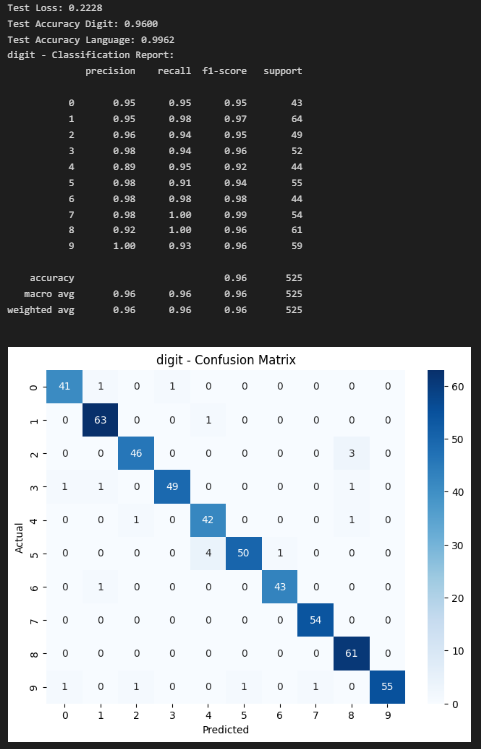 Test Loss: 0.2228
Test Accuracy Digit: 0.9600
Test Accuracy Language: 0.9962
digit - Classification Report:
precision recall f1-score support
0 0.95 0.95 0.95 43
1 0.95 0.98 0.97 64
2 0.96 0.94 0.95 49
3 0.98 0.94 0.96 52
4 0.89 0.95 0.92 44
5 0.98 0.91 0.94 55
6 0.98 0.98 0.98 44
7 0.98 1.00 0.99 54
8 0.92 1.00 0.96 61
9 1.00 0.93 0.96 59
accuracy 0.96 525
macro avg 0.96 0.96 0.96 525
weighted avg 0.96 0.96 0.96 525
digit - Confusion Matrix
0 41 1 0 1 0 0 0 0 0 0
1 0 63 0 0 1 0 0 0 0 0
2 0 0 46 0 0 0 0 0 3 0
3 1 1 0 49 0 0 0 0 1 0
4 0 0 1 0 42 0 0 0 1 0
5 0 0 0 0 4 50 1 0 0 0
6 0 1 0 0 0 0 43 0 0 0
7 0 0 0 0 0 0 0 54 0 0
8 0 0 0 0 0 0 0 0 61 0
9 1 0 1 0 0 1 0 1 0 55
0 1 2 3 4 5 6 7 8 9
Actual
Predicted
60
50
40
30
20
10
0